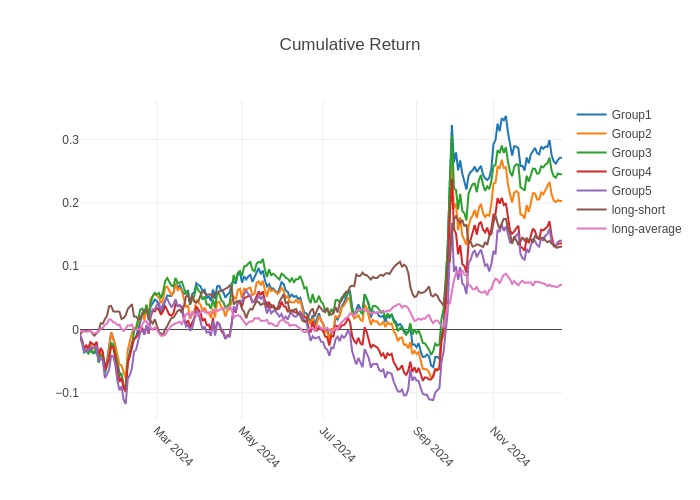 Cumulative Return
0.3
0.2
0.1
0
−0.1
Mar 2024
May 2024
Jul 2024
Sep 2024
Nov 2024
Group1
Group2
Group3
Group4
Group5
long-short
long-average